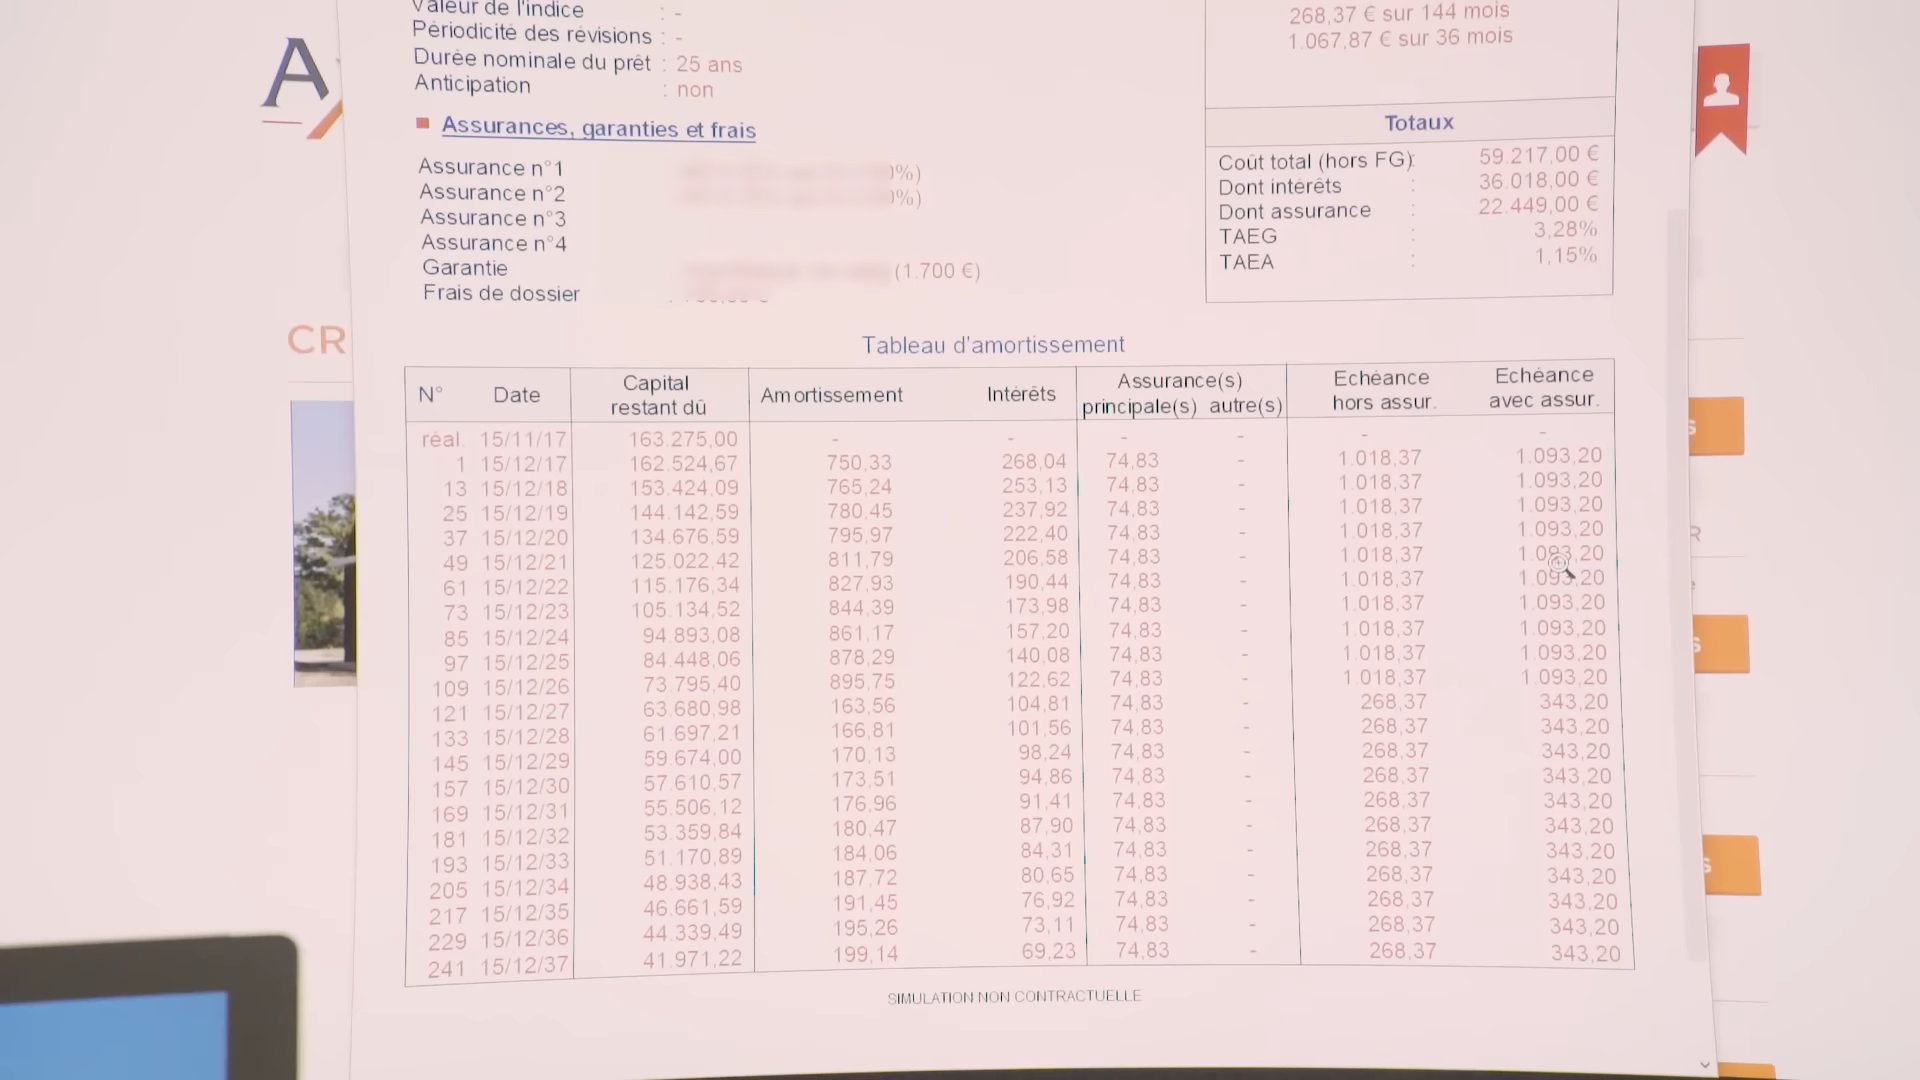 Valeur de l'indice : -
Périodicité des révisions : -
Durée nominale du prêt : 25 ans
Anticipation : non
268,37 € sur 144 mois
1.067,87 € sur 36 mois
Assurances, garanties et frais
Assurance n°1 %)
Assurance n°2 %)
Assurance n°3
Assurance n°4
Garantie (1.700 €)
Frais de dossier
Totaux
Coût total (hors FG): 59.217,00 €
Dont intérêts : 36.018,00 €
Dont assurance : 22.449,00 €
TAEG : 3,28%
TAEA : 1,15%
CR
Tableau d'amortissement
N° Date Capital restant dû Amortissement Intérêts Assurance(s) principale(s) autre(s) Echéance hors assur. Echéance avec assur.
réal. 15/11/17 163.275,00 - - - - - -
1 15/12/17 162.524,67 750,33 268,04 74,83 - 1.018,37 1.093,20
13 15/12/18 153.424,09 765,24 253,13 74,83 - 1.018,37 1.093,20
25 15/12/19 144.142,59 780,45 237,92 74,83 - 1.018,37 1.093,20
37 15/12/20 134.676,59 795,97 222,40 74,83 - 1.018,37 1.093,20
49 15/12/21 125.022,42 811,79 206,58 74,83 - 1.018,37 1.093,20
61 15/12/22 115.176,34 827,93 190,44 74,83 - 1.018,37 1.093,20
73 15/12/23 105.134,52 844,39 173,98 74,83 - 1.018,37 1.093,20
85 15/12/24 94.893,08 861,17 157,20 74,83 - 1.018,37 1.093,20
97 15/12/25 84.448,06 878,29 140,08 74,83 - 1.018,37 1.093,20
109 15/12/26 73.795,40 895,75 122,62 74,83 - 1.018,37 1.093,20
121 15/12/27 63.680,98 163,56 104,81 74,83 - 268,37 343,20
133 15/12/28 61.697,21 166,81 101,56 74,83 - 268,37 343,20
145 15/12/29 59.674,00 170,13 98,24 74,83 - 268,37 343,20
157 15/12/30 57.610,57 173,51 94,86 74,83 - 268,37 343,20
169 15/12/31 55.506,12 176,96 91,41 74,83 - 268,37 343,20
181 15/12/32 53.359,84 180,47 87,90 74,83 - 268,37 343,20
193 15/12/33 51.170,89 184,06 84,31 74,83 - 268,37 343,20
205 15/12/34 48.938,43 187,72 80,65 74,83 - 268,37 343,20
217 15/12/35 46.661,59 191,45 76,92 74,83 - 268,37 343,20
229 15/12/36 44.339,49 195,26 73,11 74,83 - 268,37 343,20
241 15/12/37 41.971,22 199,14 69,23 74,83 - 268,37 343,20
SIMULATION NON CONTRACTUELLE